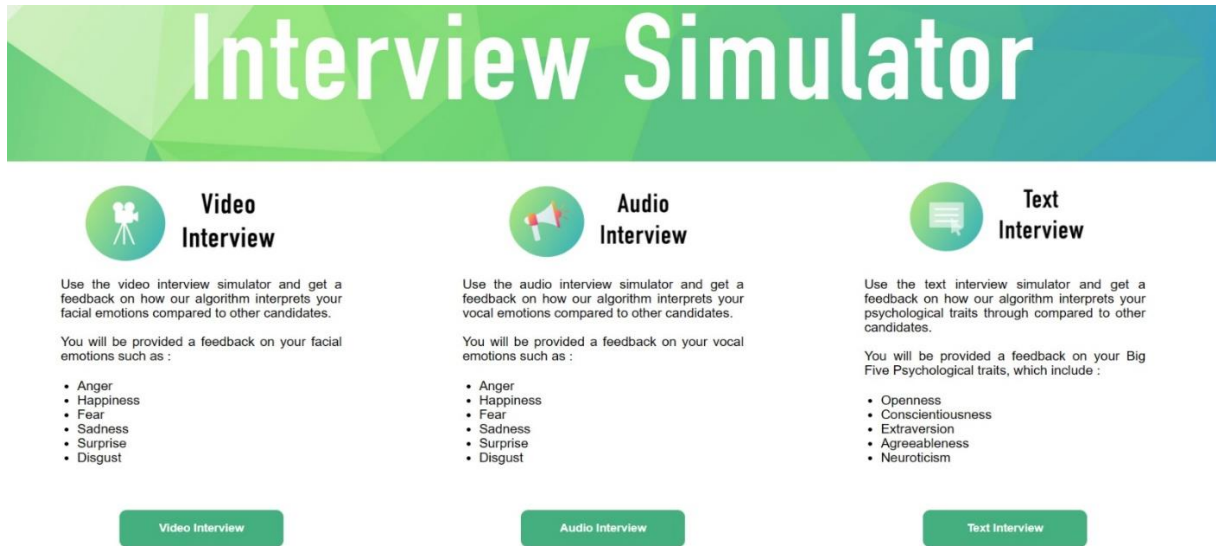 Interview Simulator
Video
Interview
Use the video interview simulator and get a
feedback on how our algorithm interprets your
facial emotions compared to other candidates.
You will be provided a feedback on your facial
emotions such as :
• Anger
• Happiness
• Fear
• Sadness
• Surprise
• Disgust
Video Interview
Audio
Interview
Use the audio interview simulator and get a
feedback on how our algorithm interprets your
vocal emotions compared to other candidates.
You will be provided a feedback on your vocal
emotions such as :
• Anger
• Happiness
• Fear
• Sadness
• Surprise
• Disgust
Audio Interview
Text
Interview
Use the text interview simulator and get a
feedback on how our algorithm interprets your
psychological traits through compared to other
candidates.
You will be provided a feedback on your Big
Five Psychological traits, which include :
• Openness
• Conscientiousness
• Extraversion
• Agreeableness
• Neuroticism
Text Interview